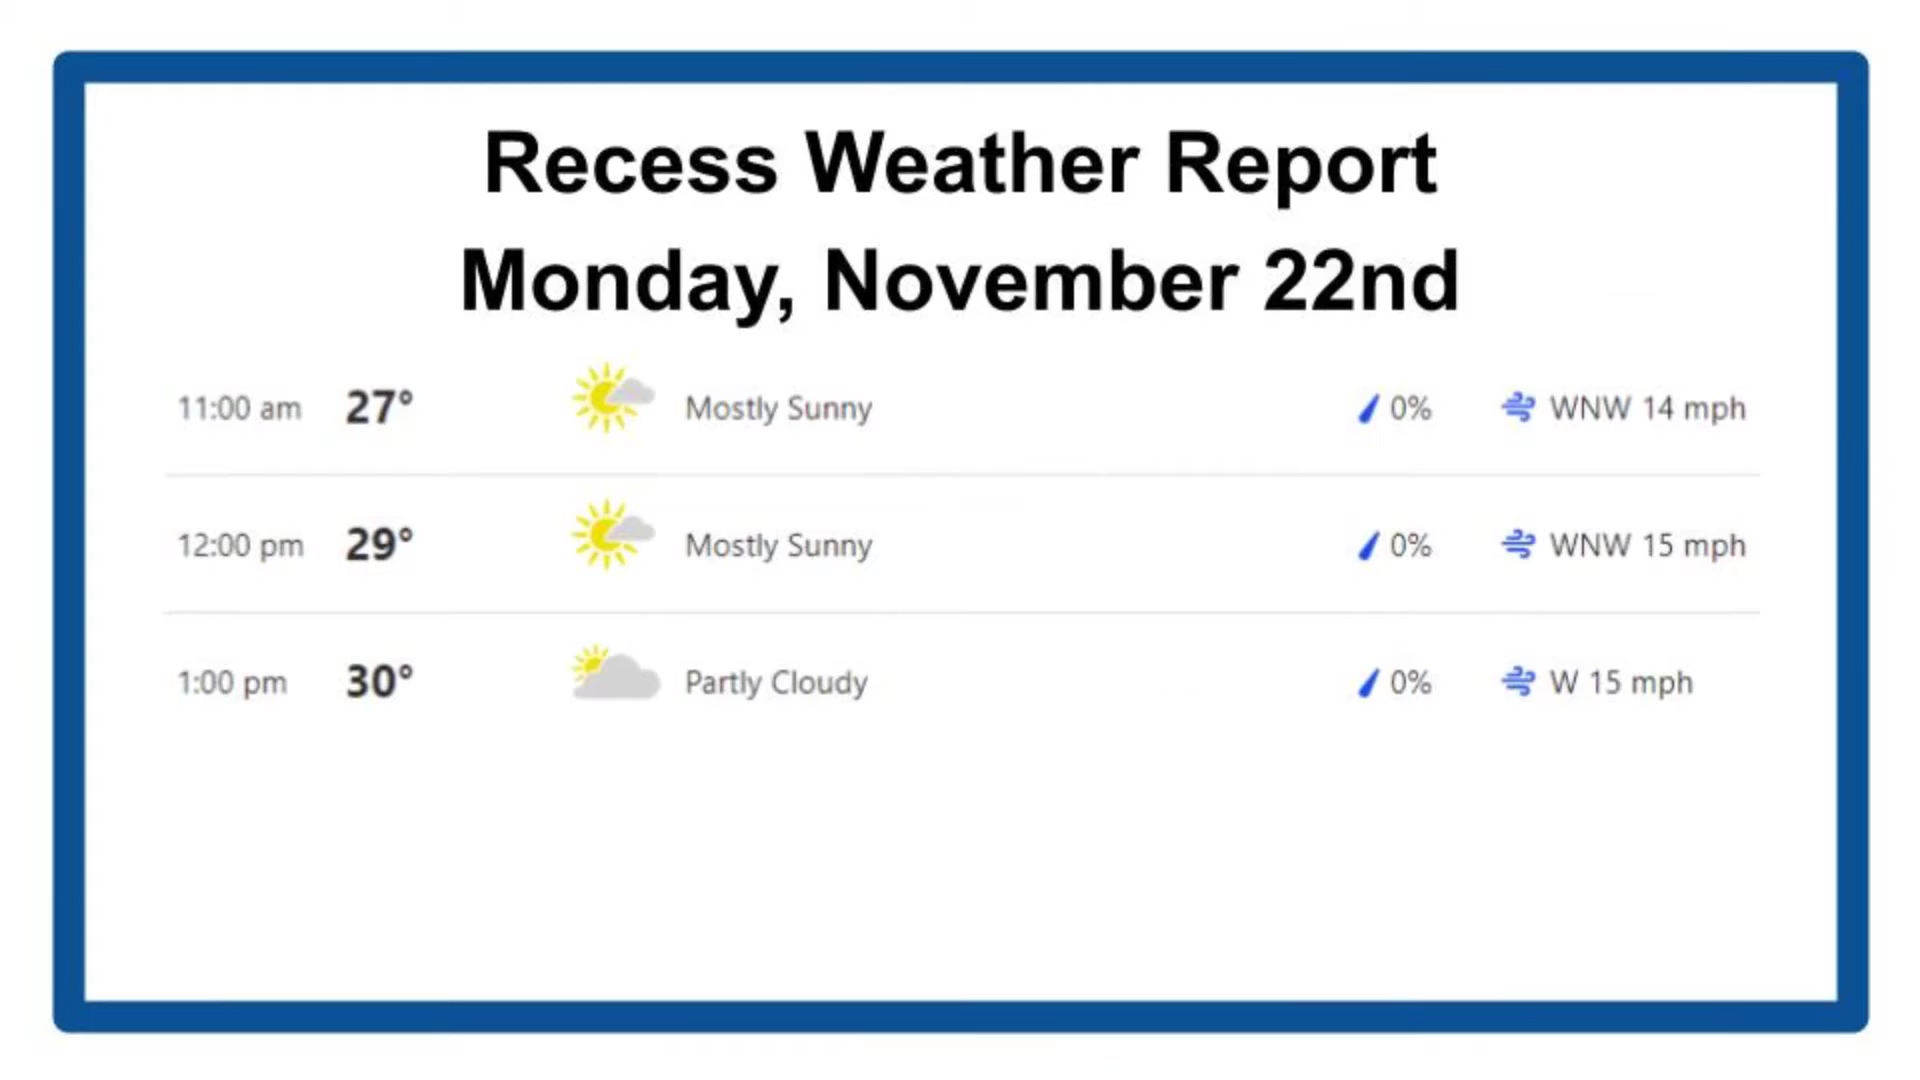 Recess Weather Report
Monday, November 22nd
11:00 am 27° Mostly Sunny 0% WNW 14 mph
12:00 pm 29° Mostly Sunny 0% WNW 15 mph
1:00 pm 30° Partly Cloudy 0% W 15 mph